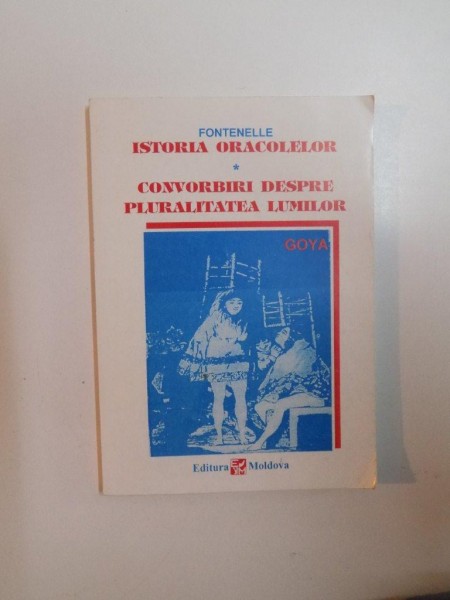 FONTENELLE
ISTORIA ORACOLELOR
*
CONVORBIRI DESPRE
PLURALITATEA LUMILOR
GOYA
Editura Moldova